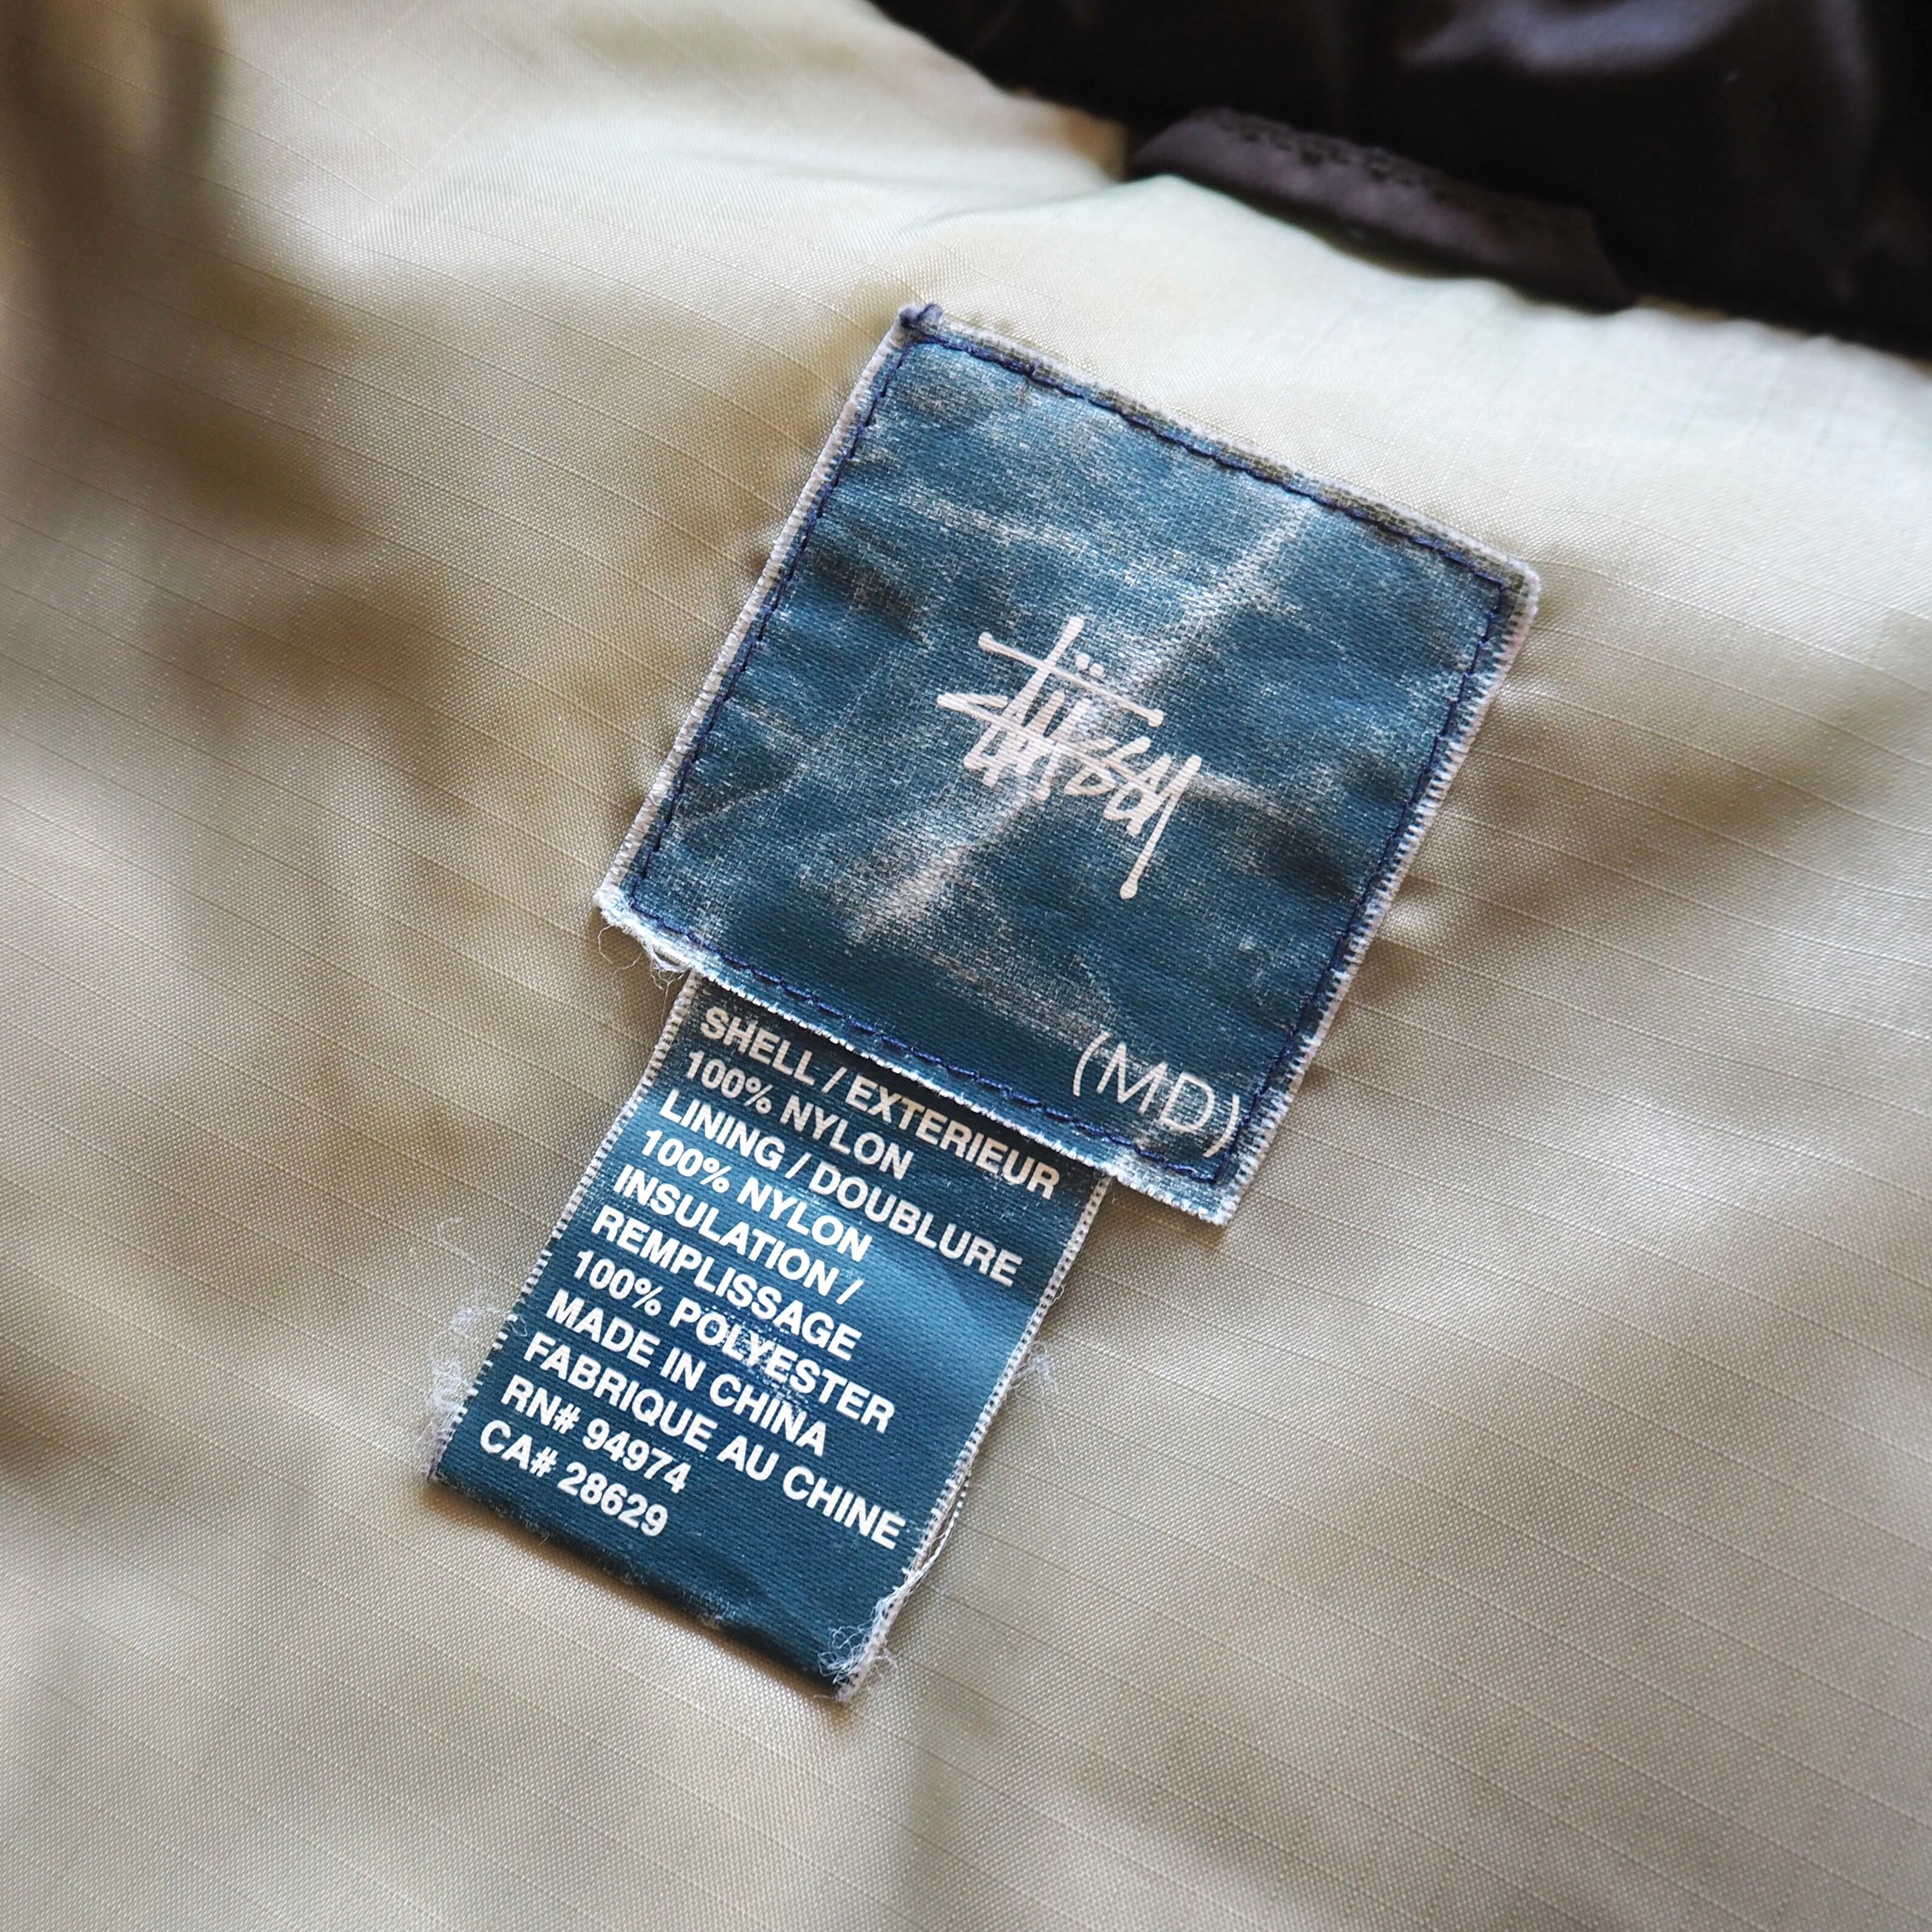 Stüssy
(MD)
SHELL / EXTERIEUR
100% NYLON
LINING / DOUBLURE
100% NYLON
INSULATION /
REMPLISSAGE
100% POLYESTER
MADE IN CHINA
FABRIQUE AU CHINE
RN# 94974
CA# 28629